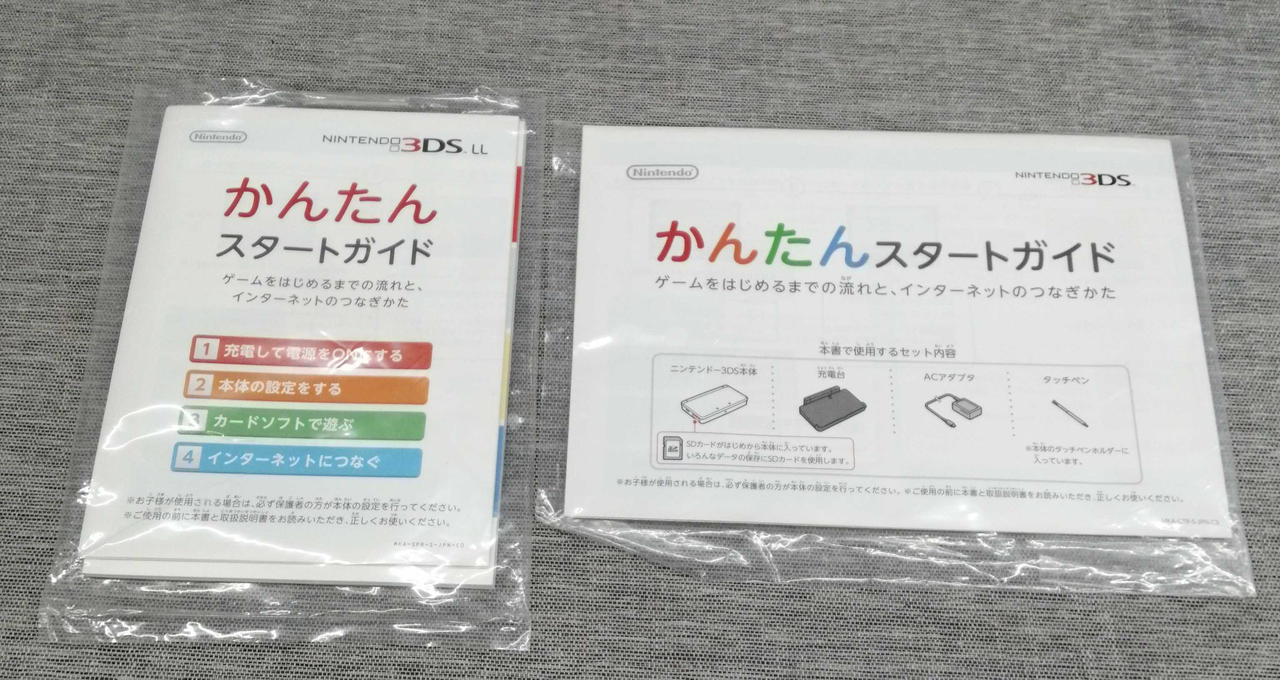 Nintendo
NINTENDO 3DS LL
かんたん
スタートガイド
ゲームをはじめるまでの流れと、
インターネットのつなぎかた
1 充電して電源をONにする
2 本体の設定をする
3 カードソフトで遊ぶ
4 インターネットにつなぐ
※お子様が使用される場合は、必ず保護者の方が本体の設定を行ってください。
※ご使用の前に本書と取扱説明書をお読みいただき、正しくお使いください。
Nintendo
NINTENDO 3DS
かんたんスタートガイド
ゲームをはじめるまでの流れと、インターネットのつなぎかた
本書で使用するセット内容
ニンテンドー3DS本体
充電台
ACアダプタ
タッチペン
SDカードがはじめから本体に入っています。
いろんなデータの保存にSDカードを使用します。
※本体のタッチペンホルダーに
入っています。
※お子様が使用される場合は、必ず保護者の方が本体の設定を行ってください。※ご使用の前に本書と取扱説明書をお読みいただき、正しくお使いください。